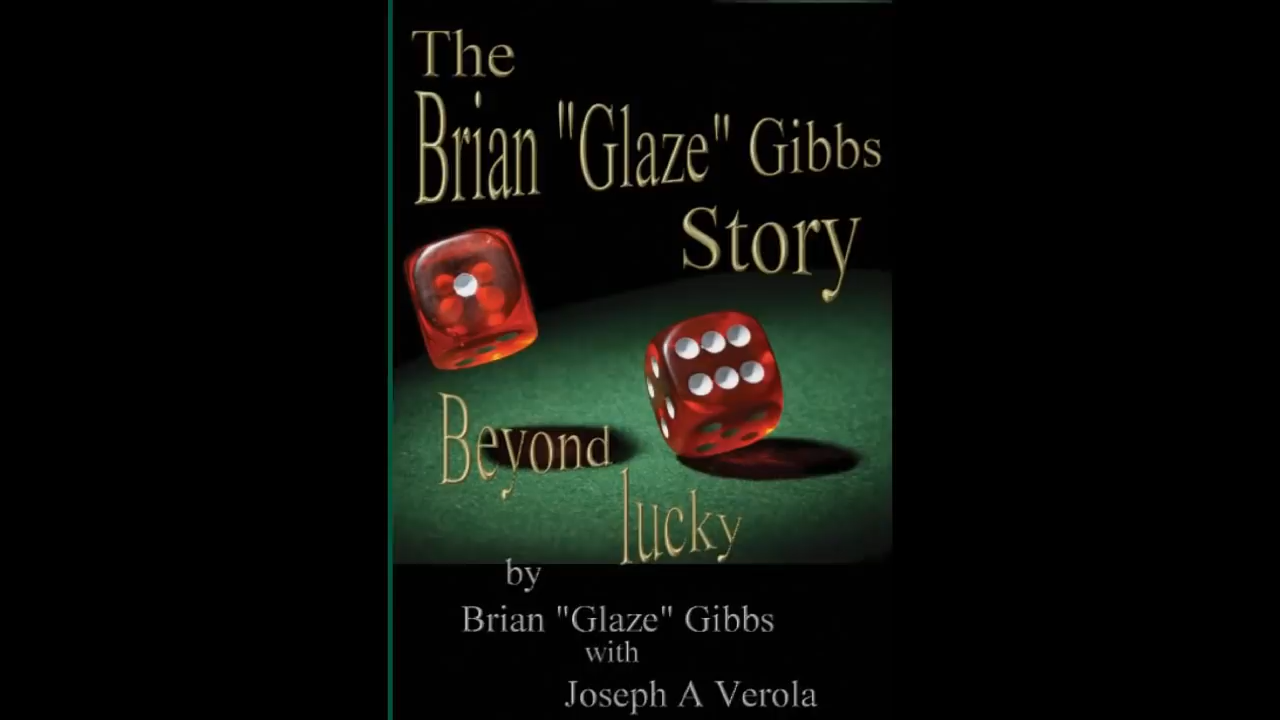 The
Brian "Glaze" Gibbs
Story
Beyond
lucky
by
Brian "Glaze" Gibbs
with
Joseph A Verola